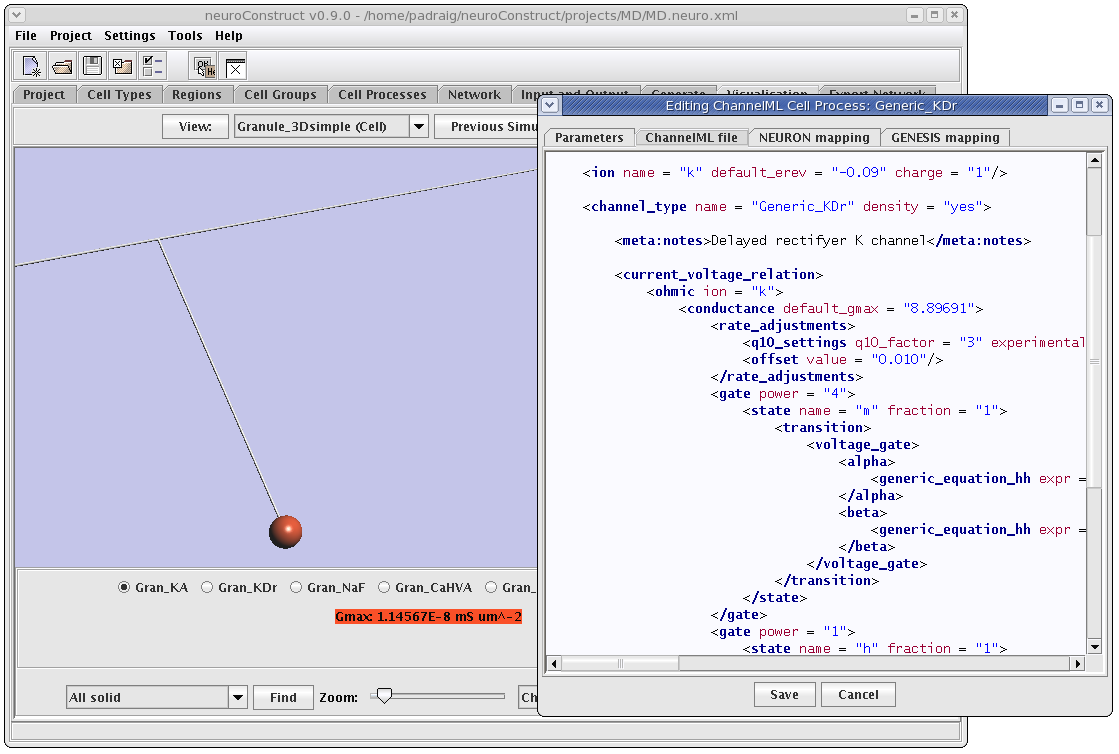 neuroConstruct v0.9.0 - /home/padraig/neuroConstruct/projects/MD/MD.neuro.xml
File Project Settings Tools Help
Project Cell Types Regions Cell Groups Cell Processes Network Input and Output Generate Visualisation Export Network
View: Granule_3Dsimple (Cell) Previous Simu
Gran_KA Gran_KDr Gran_NaF Gran_CaHVA Gran_
Gmax: 1.14567E-8 mS um^-2
All solid Find Zoom: Ch
Editing ChannelML Cell Process: Generic_KDr
Parameters ChannelML file NEURON mapping GENESIS mapping
<ion name = "k" default_erev = "-0.09" charge = "1"/>
<channel_type name = "Generic_KDr" density = "yes">
<meta:notes>Delayed rectifyer K channel</meta:notes>
<current_voltage_relation>
<ohmic ion = "k">
<conductance default_gmax = "8.89691">
<rate_adjustments>
<q10_settings q10_factor = "3" experimental
<offset value = "0.010"/>
</rate_adjustments>
<gate power = "4">
<state name = "m" fraction = "1">
<transition>
<voltage_gate>
<alpha>
<generic_equation_hh expr =
</alpha>
<beta>
<generic_equation_hh expr =
</beta>
</voltage_gate>
</transition>
</state>
</gate>
<gate power = "1">
<state name = "h" fraction = "1">
Save Cancel